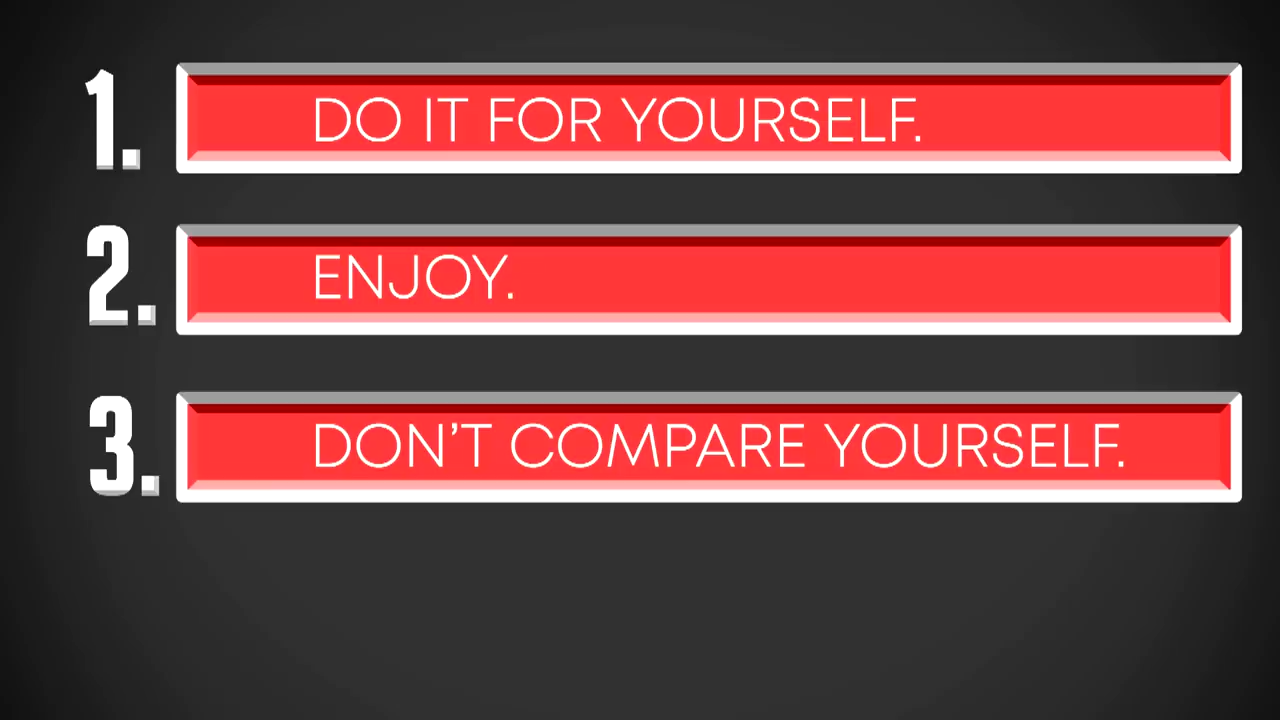 1. DO IT FOR YOURSELF.
2. ENJOY.
3. DON’T COMPARE YOURSELF.